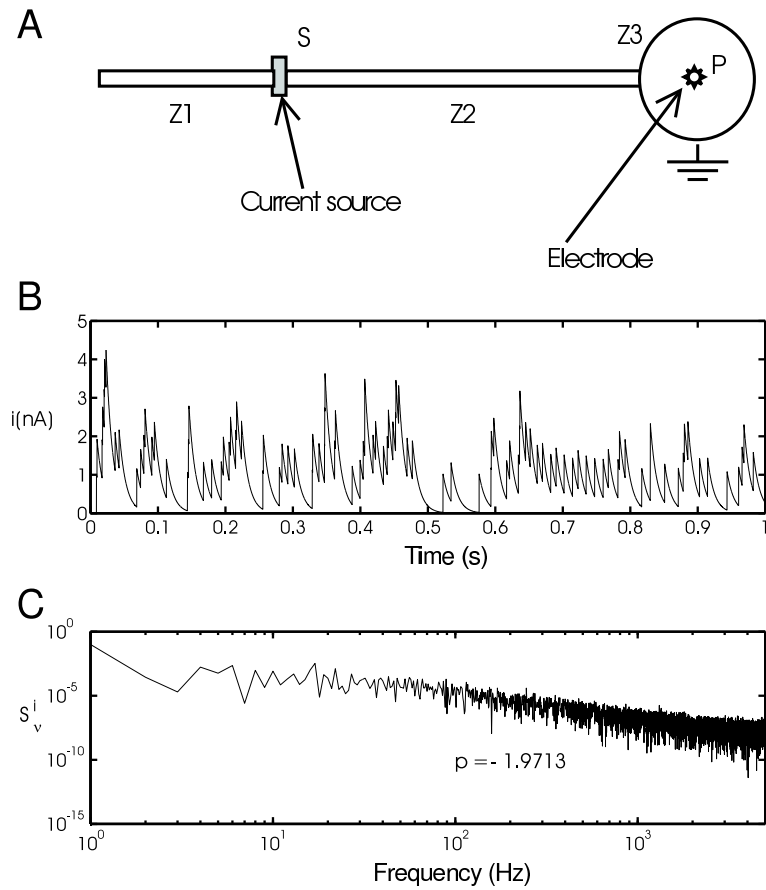 A
S
Z3
P
Z1
Z2
Current source
Electrode
B
5
4
3
2
1
0
i(nA)
0 0.1 0.2 0.3 0.4 0.5 0.6 0.7 0.8 0.9 1
Time (s)
C
10^0
10^-5
10^-10
10^-15
S_ν^i
p = - 1.9713
10^0 10^1 10^2 10^3
Frequency (Hz)